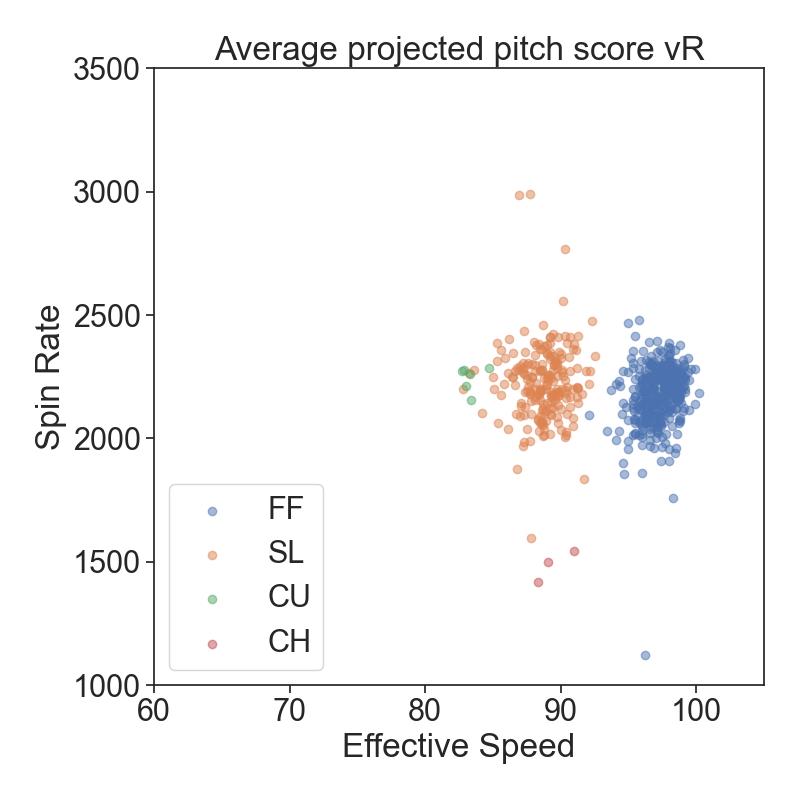 Average projected pitch score vR
3500
3000
2500
2000
1500
1000
Spin Rate
FF
SL
CU
CH
60 70 80 90 100
Effective Speed